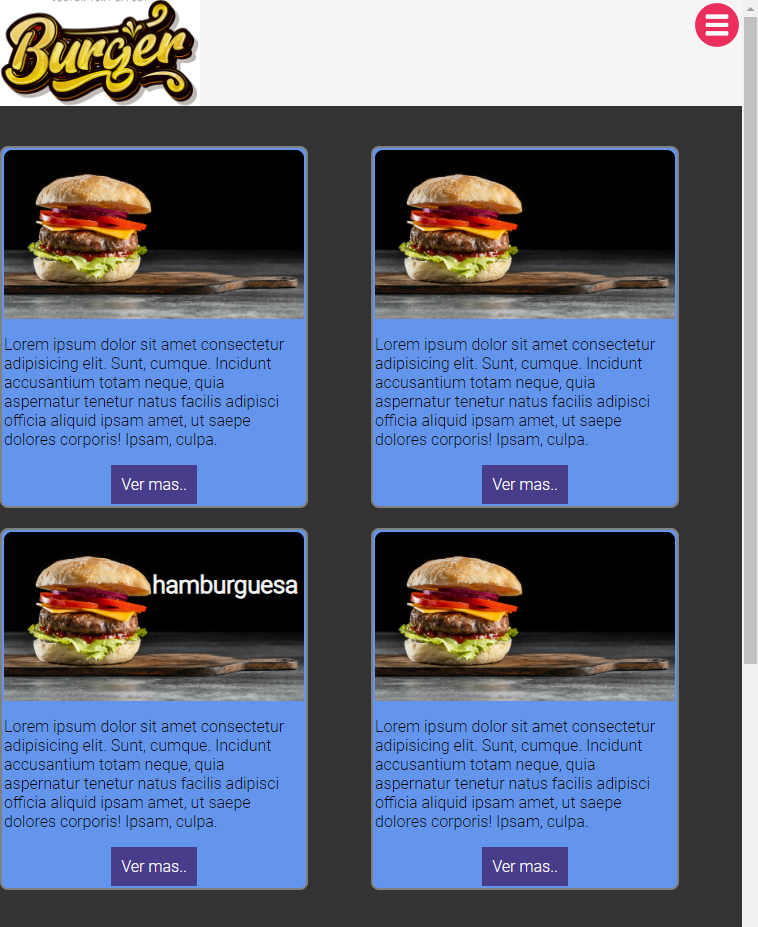 Burger
Lorem ipsum dolor sit amet consectetur
adipisicing elit. Sunt, cumque. Incidunt
accusantium totam neque, quia
aspernatur tenetur natus facilis adipisci
officia aliquid ipsam amet, ut saepe
dolores corporis! Ipsam, culpa.
Ver mas..
Lorem ipsum dolor sit amet consectetur
adipisicing elit. Sunt, cumque. Incidunt
accusantium totam neque, quia
aspernatur tenetur natus facilis adipisci
officia aliquid ipsam amet, ut saepe
dolores corporis! Ipsam, culpa.
Ver mas..
hamburguesa
Lorem ipsum dolor sit amet consectetur
adipisicing elit. Sunt, cumque. Incidunt
accusantium totam neque, quia
aspernatur tenetur natus facilis adipisci
officia aliquid ipsam amet, ut saepe
dolores corporis! Ipsam, culpa.
Ver mas..
Lorem ipsum dolor sit amet consectetur
adipisicing elit. Sunt, cumque. Incidunt
accusantium totam neque, quia
aspernatur tenetur natus facilis adipisci
officia aliquid ipsam amet, ut saepe
dolores corporis! Ipsam, culpa.
Ver mas..